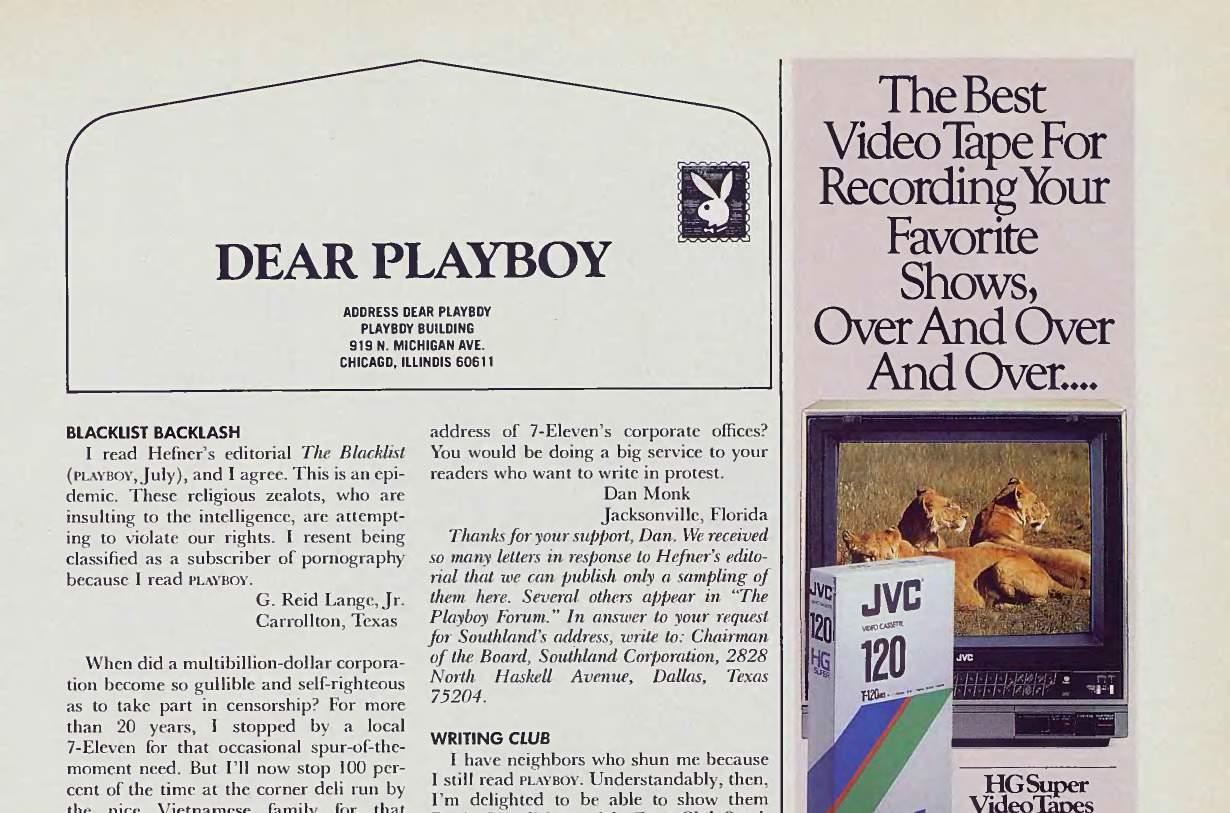 DEAR PLAYBOY
ADDRESS DEAR PLAYBOY
PLAYBOY BUILDING
919 N. MICHIGAN AVE.
CHICAGO, ILLINOIS 60611
BLACKLIST BACKLASH
I read Hefner's editorial The Blacklist
(PLAYBOY, July), and I agree. This is an epi-
demic. These religious zealots, who are
insulting to the intelligence, are attempt-
ing to violate our rights. I resent being
classified as a subscriber of pornography
because I read PLAYBOY.
G. Reid Lange, Jr.
Carrollton, Texas
When did a multibillion-dollar corpora-
tion become so gullible and self-righteous
as to take part in censorship? For more
than 20 years, I stopped by a local
7-Eleven for that occasional spur-of-the-
moment need. But I'll now stop 100 per-
cent of the time at the corner deli run by
the nice Vietnamese family for that
address of 7-Eleven's corporate offices?
You would be doing a big service to your
readers who want to write in protest.
Dan Monk
Jacksonville, Florida
Thanks for your support, Dan. We received
so many letters in response to Hefner's edito-
rial that we can publish only a sampling of
them here. Several others appear in "The
Playboy Forum." In answer to your request
for Southland's address, write to: Chairman
of the Board, Southland Corporation, 2828
North Haskell Avenue, Dallas, Texas
75204.
WRITING CLUB
I have neighbors who shun me because
I still read PLAYBOY. Understandably, then,
I'm delighted to be able to show them
The Best
Video Tape For
Recording Your
Favorite
Shows,
Over And Over
And Over....
JVC
120
HG
SUPER
JVC
VIDEO CASSETTE
120
T-120
JVC
HG Super
Video Tapes